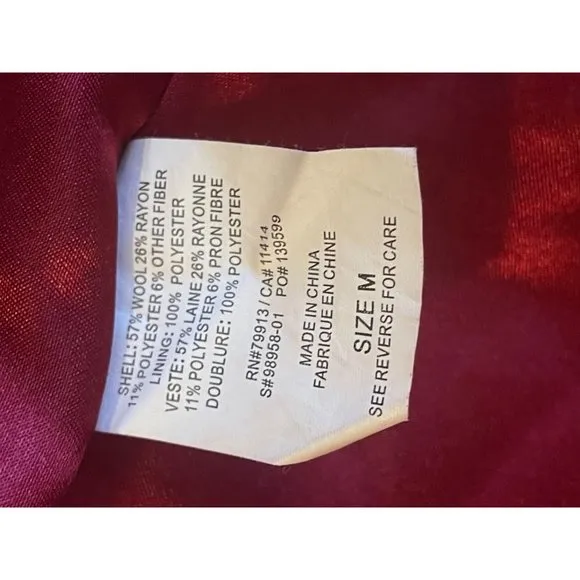 SHELL: 57% WOOL 26% RAYON
11% POLYESTER 6% OTHER FIBER
LINING: 100% POLYESTER
VESTE: 57% LAINE 26% RAYONNE
11% POLYESTER 6% PRON FIBRE
DOUBLURE: 100% POLYESTER
RN#79913 / CA# 11414
S#98958-01 PO# 139599
MADE IN CHINA
FABRIQUE EN CHINE
SIZE M
SEE REVERSE FOR CARE